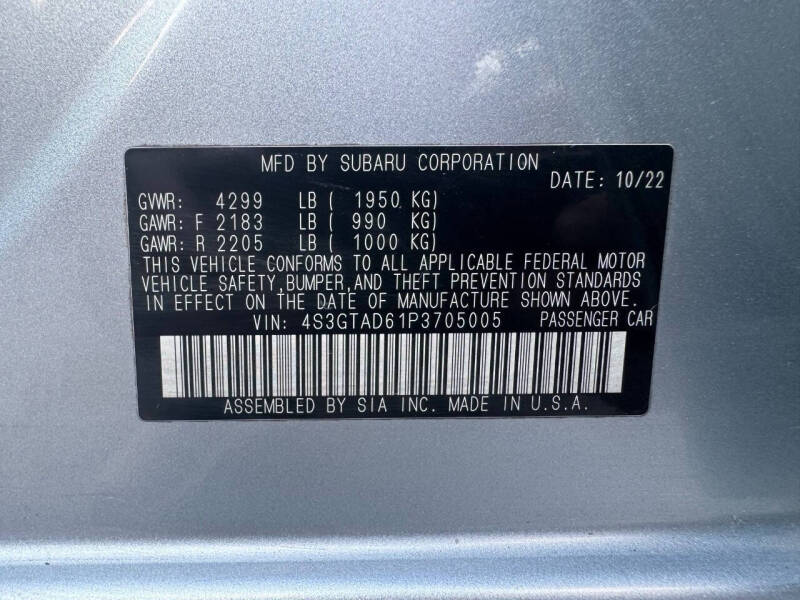 MFD BY SUBARU CORPORATION
DATE: 10/22
GVWR: 4299 LB ( 1950 KG)
GAWR: F 2183 LB ( 990 KG)
GAWR: R 2205 LB ( 1000 KG)
THIS VEHICLE CONFORMS TO ALL APPLICABLE FEDERAL MOTOR
VEHICLE SAFETY,BUMPER,AND THEFT PREVENTION STANDARDS
IN EFFECT ON THE DATE OF MANUFACTURE SHOWN ABOVE.
VIN: 4S3GTAD61P3705005 PASSENGER CAR
ASSEMBLED BY SIA INC. MADE IN U.S.A.